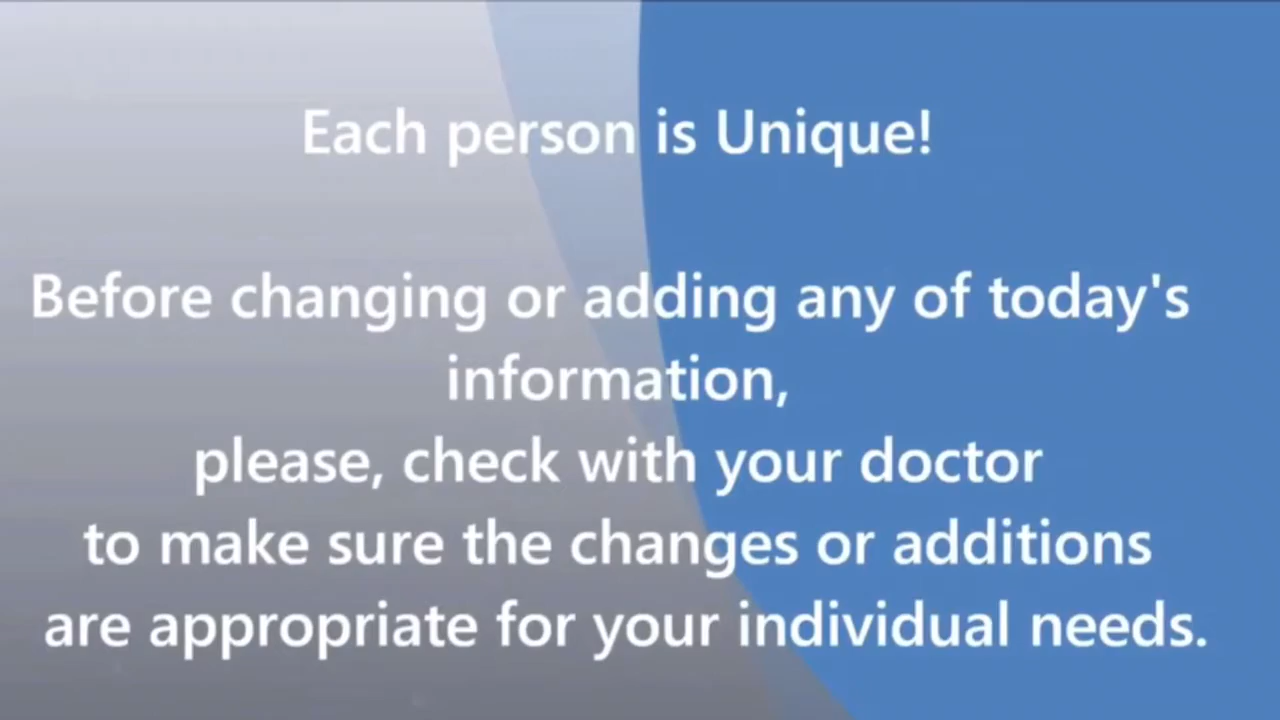 Each person is Unique!
Before changing or adding any of today's
information,
please, check with your doctor
to make sure the changes or additions
are appropriate for your individual needs.